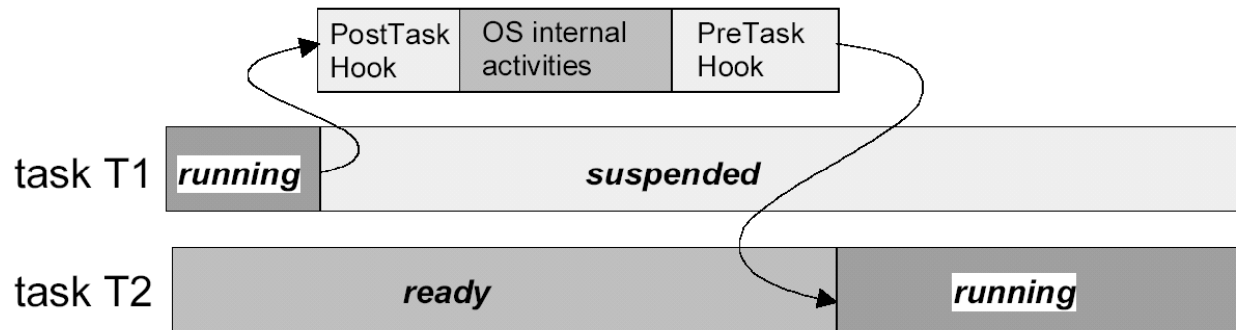 PostTask
Hook
OS internal
activities
PreTask
Hook
task T1
running
suspended
task T2
ready
running